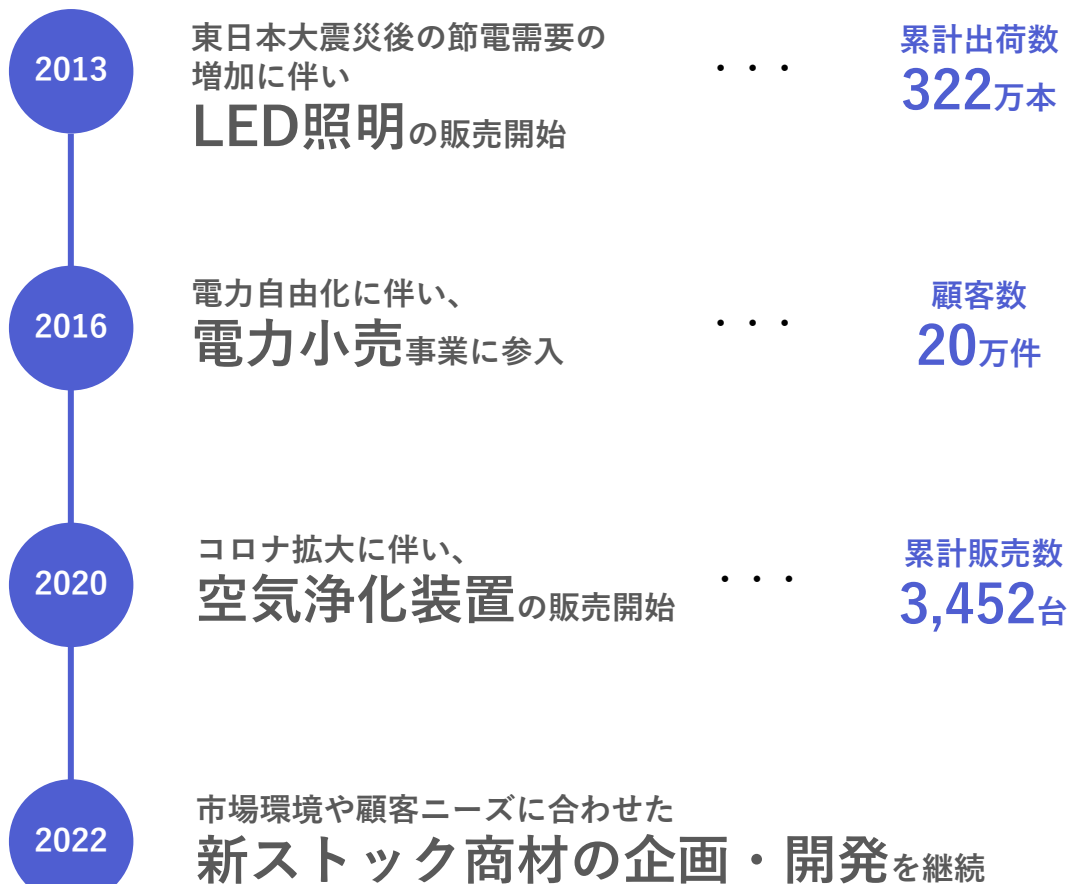 2013
東日本大震災後の節電需要の
増加に伴い
LED照明の販売開始
・・・
累計出荷数
322万本
2016
電力自由化に伴い、
電力小売事業に参入
・・・
顧客数
20万件
2020
コロナ拡大に伴い、
空気浄化装置の販売開始
・・・
累計販売数
3,452台
2022
市場環境や顧客ニーズに合わせた
新ストック商材の企画・開発を継続